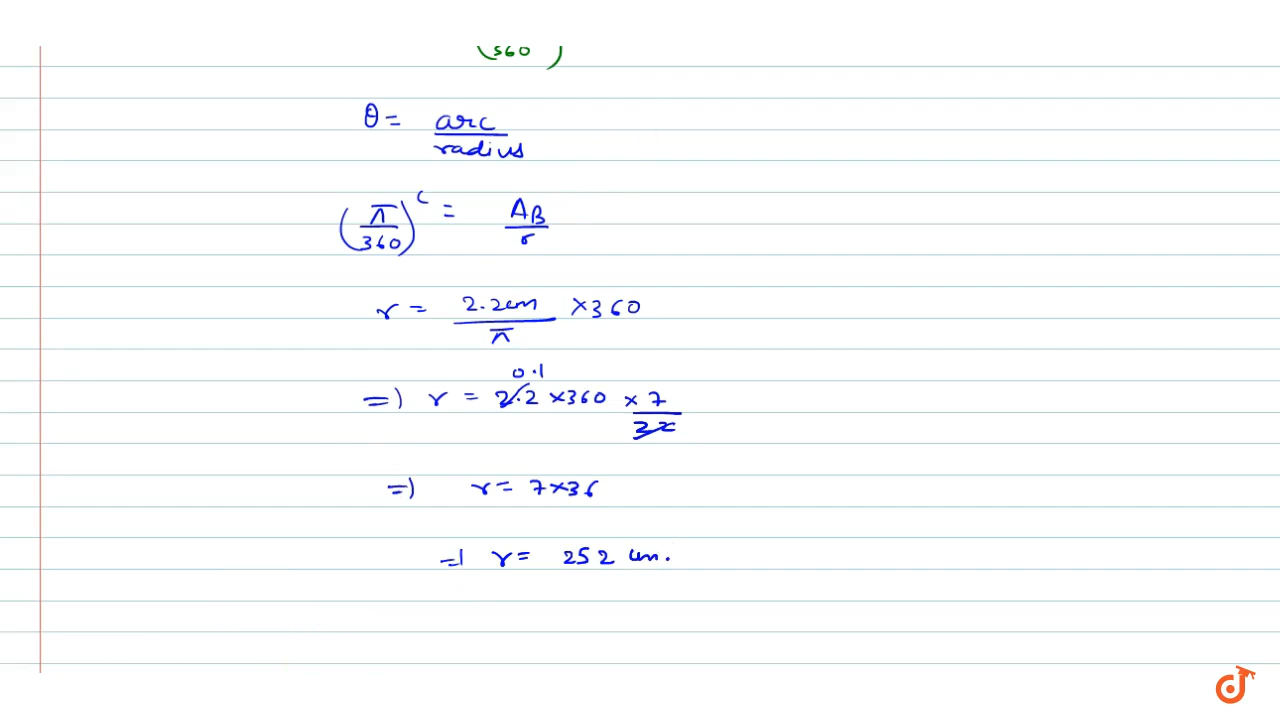 (360 )
θ = arc/radius
(π/360)^c = AB/r
r = 2.2cm/π × 360
0.1
=) r = 2.2 × 360 × 7/22
=) r = 7×36
=) r = 252 cm.